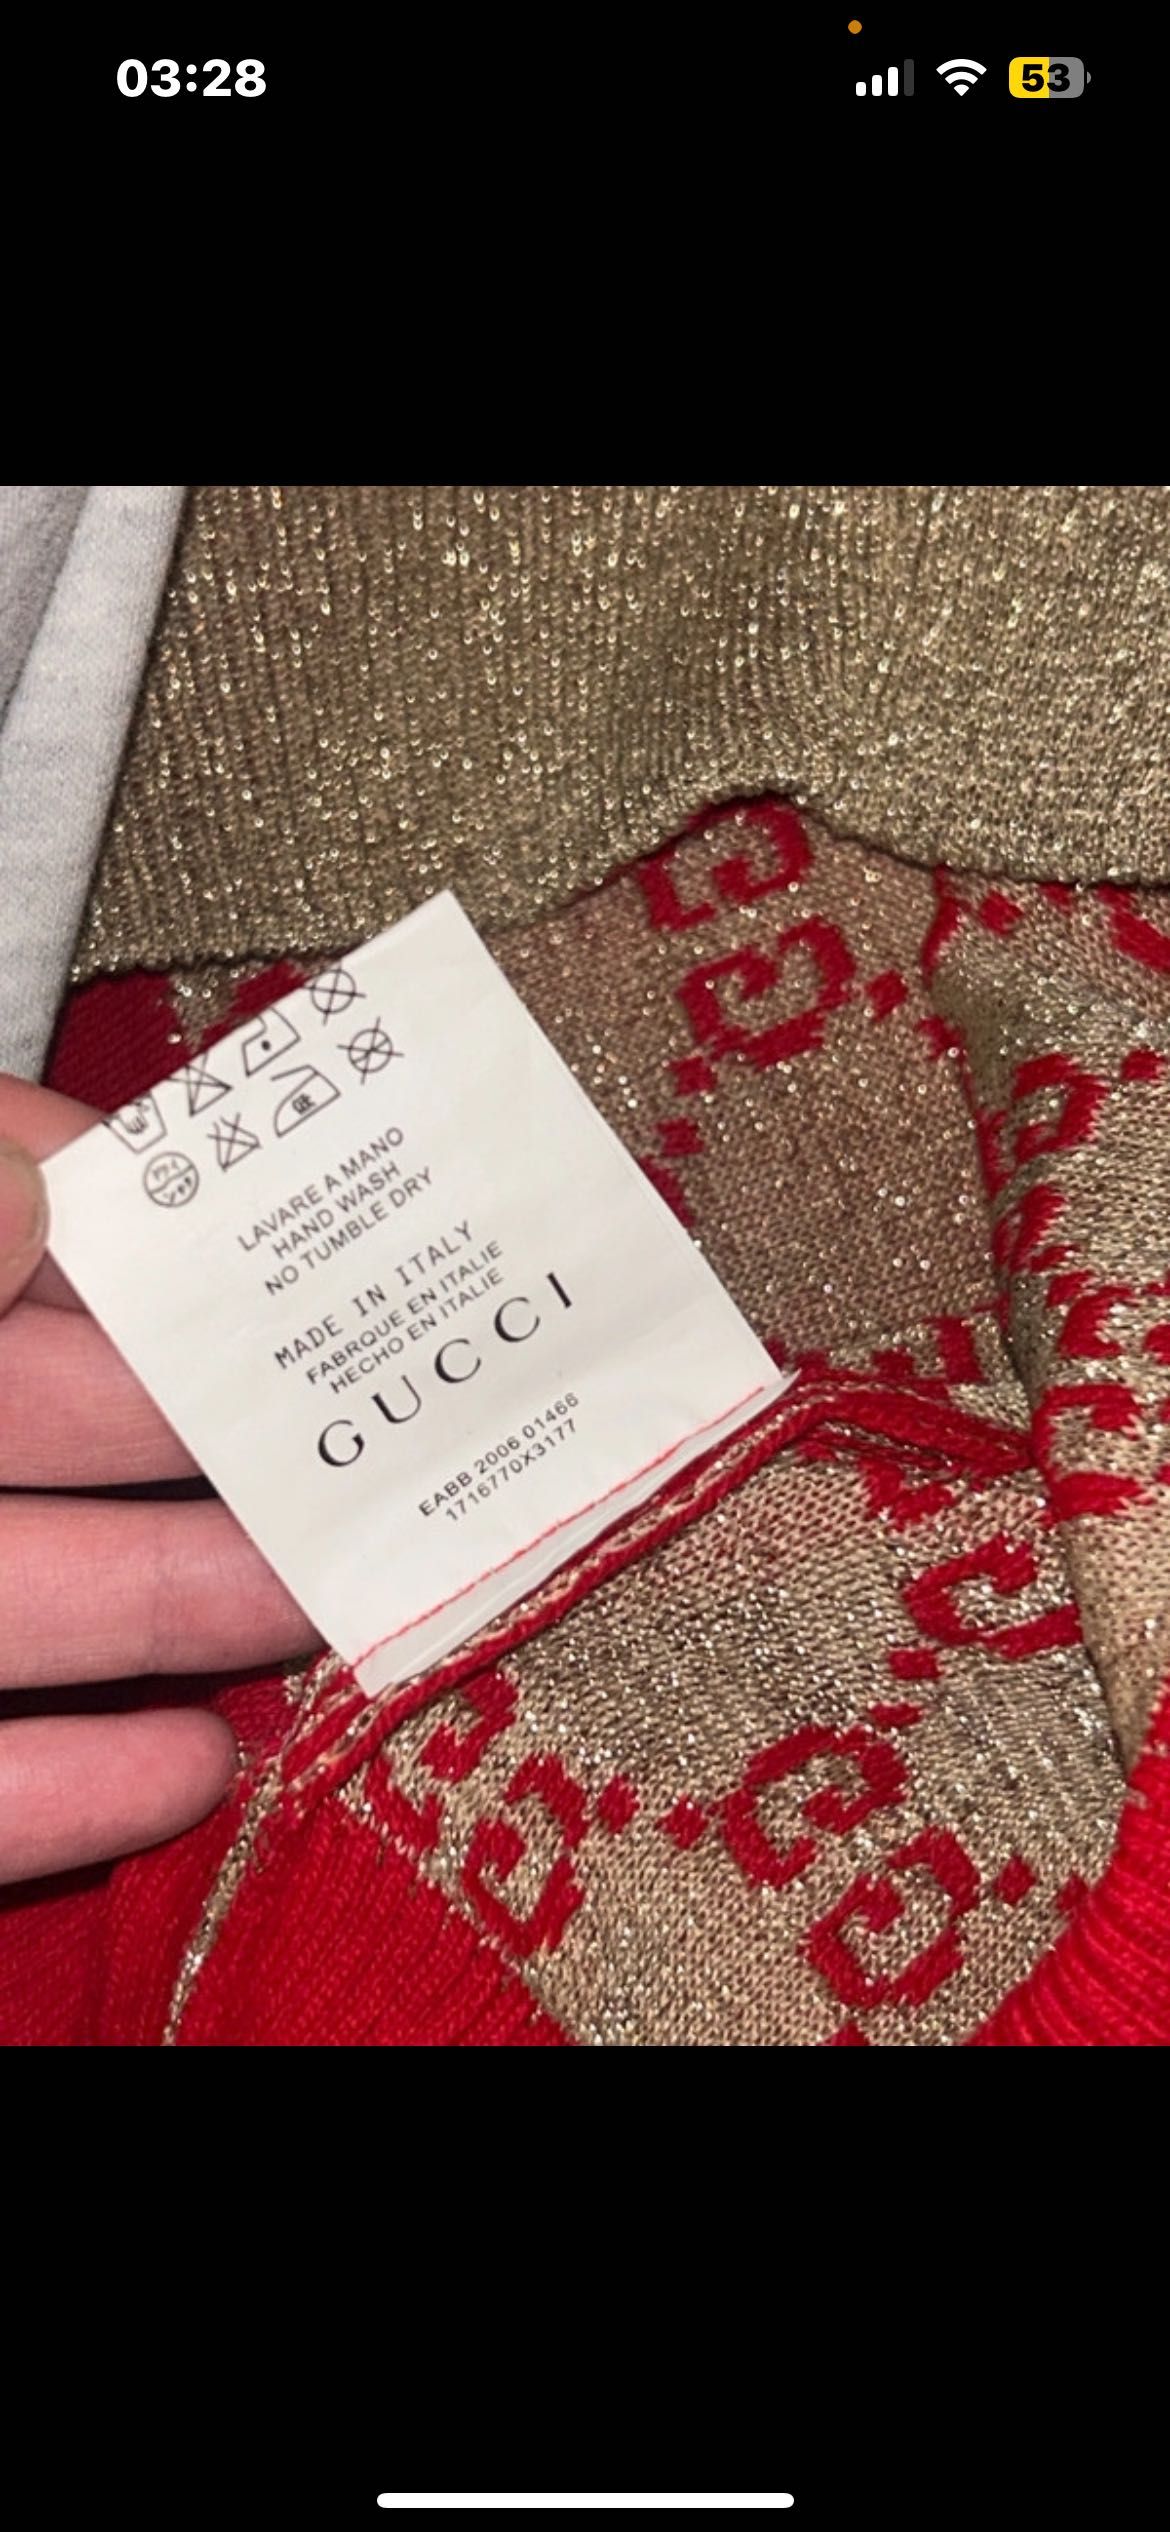 03:28
53
LAVARE A MANO
HAND WASH
NO TUMBLE DRY
MADE IN ITALY
FABRIQUE EN ITALIE
HECHO EN ITALIE
GUCCI
EABB 2006 01466
1716770X3177